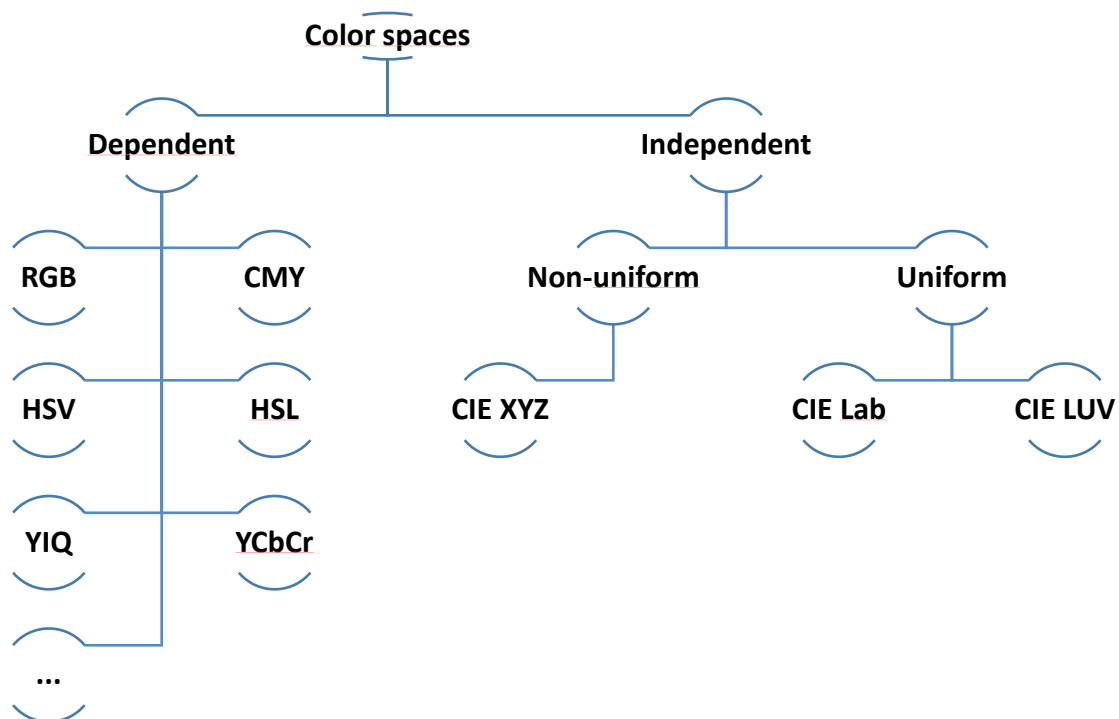 Color spaces
Dependent
Independent
RGB
CMY
Non-uniform
Uniform
HSV
HSL
CIE XYZ
CIE Lab
CIE LUV
YIQ
YCbCr
...